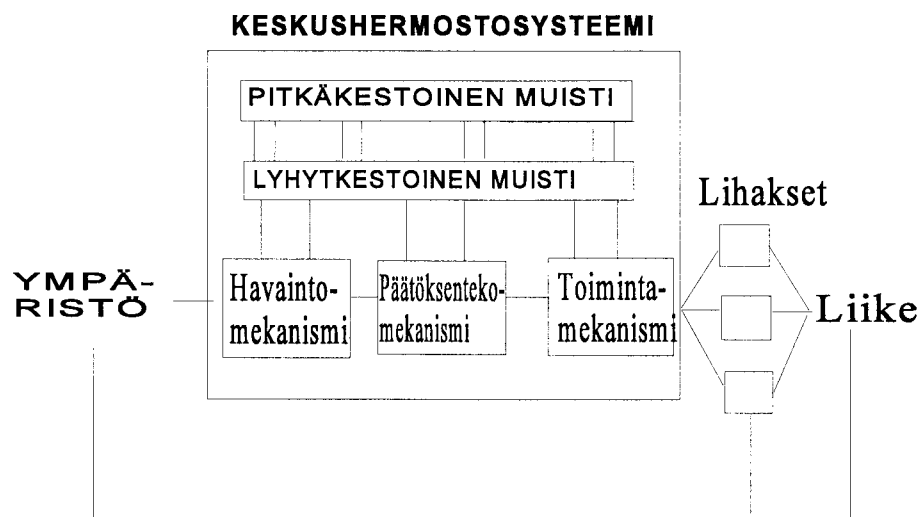 KESKUSHERMOSTOSYSTEEMI
PITKÄKESTOINEN MUISTI
LYHYTKESTOINEN MUISTI
Lihakset
YMPÄ-
RISTÖ
Havainto-
mekanismi
Päätöksenteko-
mekanismi
Toiminta-
mekanismi
Liike